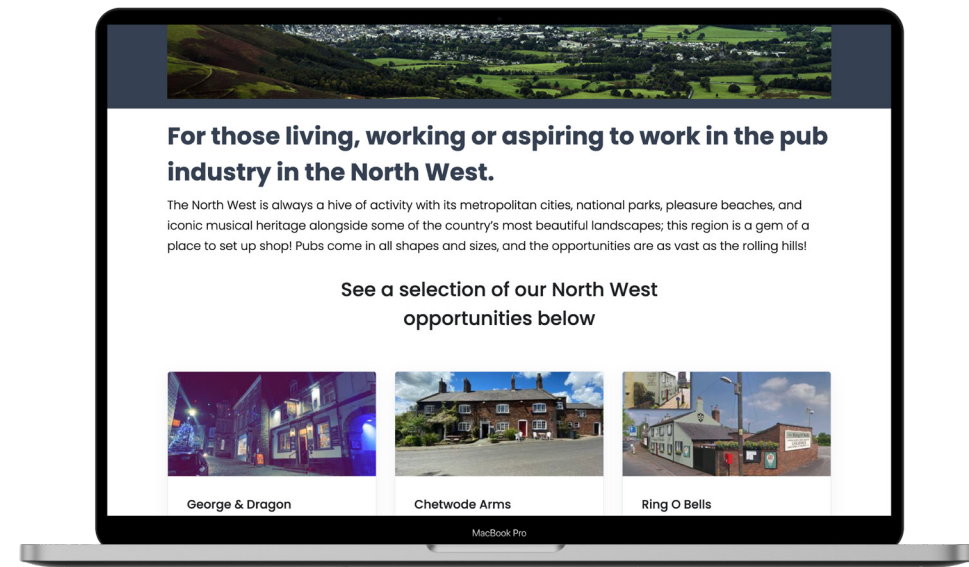 For those living, working or aspiring to work in the pub
industry in the North West.
The North West is always a hive of activity with its metropolitan cities, national parks, pleasure beaches, and
iconic musical heritage alongside some of the country's most beautiful landscapes; this region is a gem of a
place to set up shop! Pubs come in all shapes and sizes, and the opportunities are as vast as the rolling hills!
See a selection of our North West
opportunities below
George & Dragon
Chetwode Arms
Ring O Bells
MacBook Pro